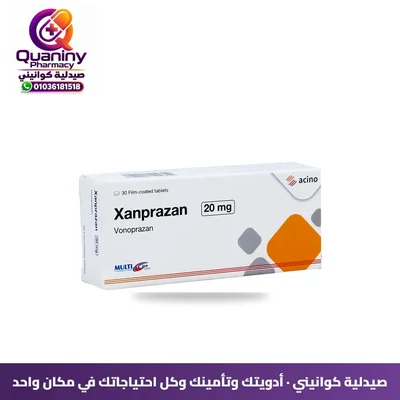 Quaniny
Pharmacy
صيدلية كوانيني
01036181518
30 Film-coated tablets
acino
Xanprazan 20 mg
Vonoprazan
MULTI
صيدلية كوانيني - أدويتك وتأمينك وكل احتياجاتك في مكان واحد